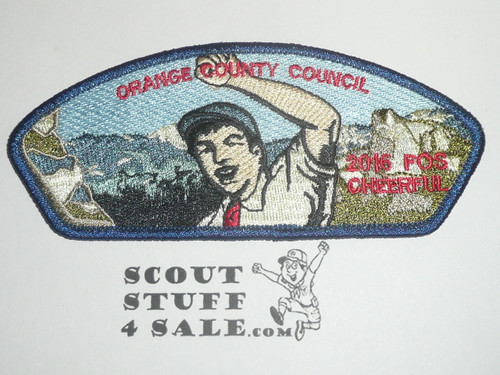 ORANGE COUNTY COUNCIL
2016 FOS
CHEERFUL
SCOUT
STUFF
4 SALE.com